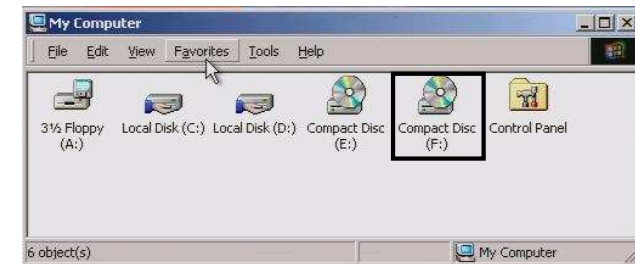 My Computer
File Edit View Favorites Tools Help
3½ Floppy (A:)
Local Disk (C:)
Local Disk (D:)
Compact Disc (E:)
Compact Disc (F:)
Control Panel
6 object(s)
My Computer